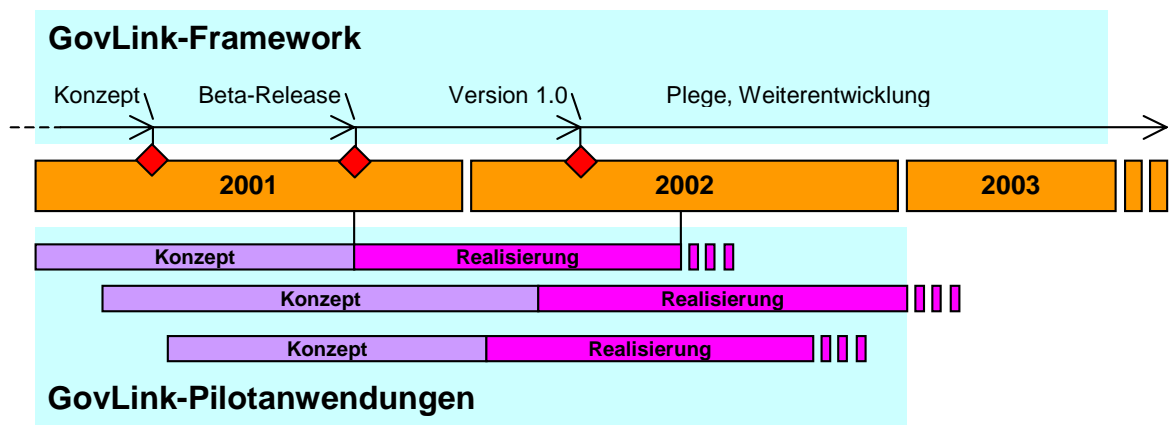 GovLink-Framework
Konzept Beta-Release Version 1.0 Plege, Weiterentwicklung
2001 2002 2003
Konzept Realisierung
Konzept Realisierung
Konzept Realisierung
GovLink-Pilotanwendungen